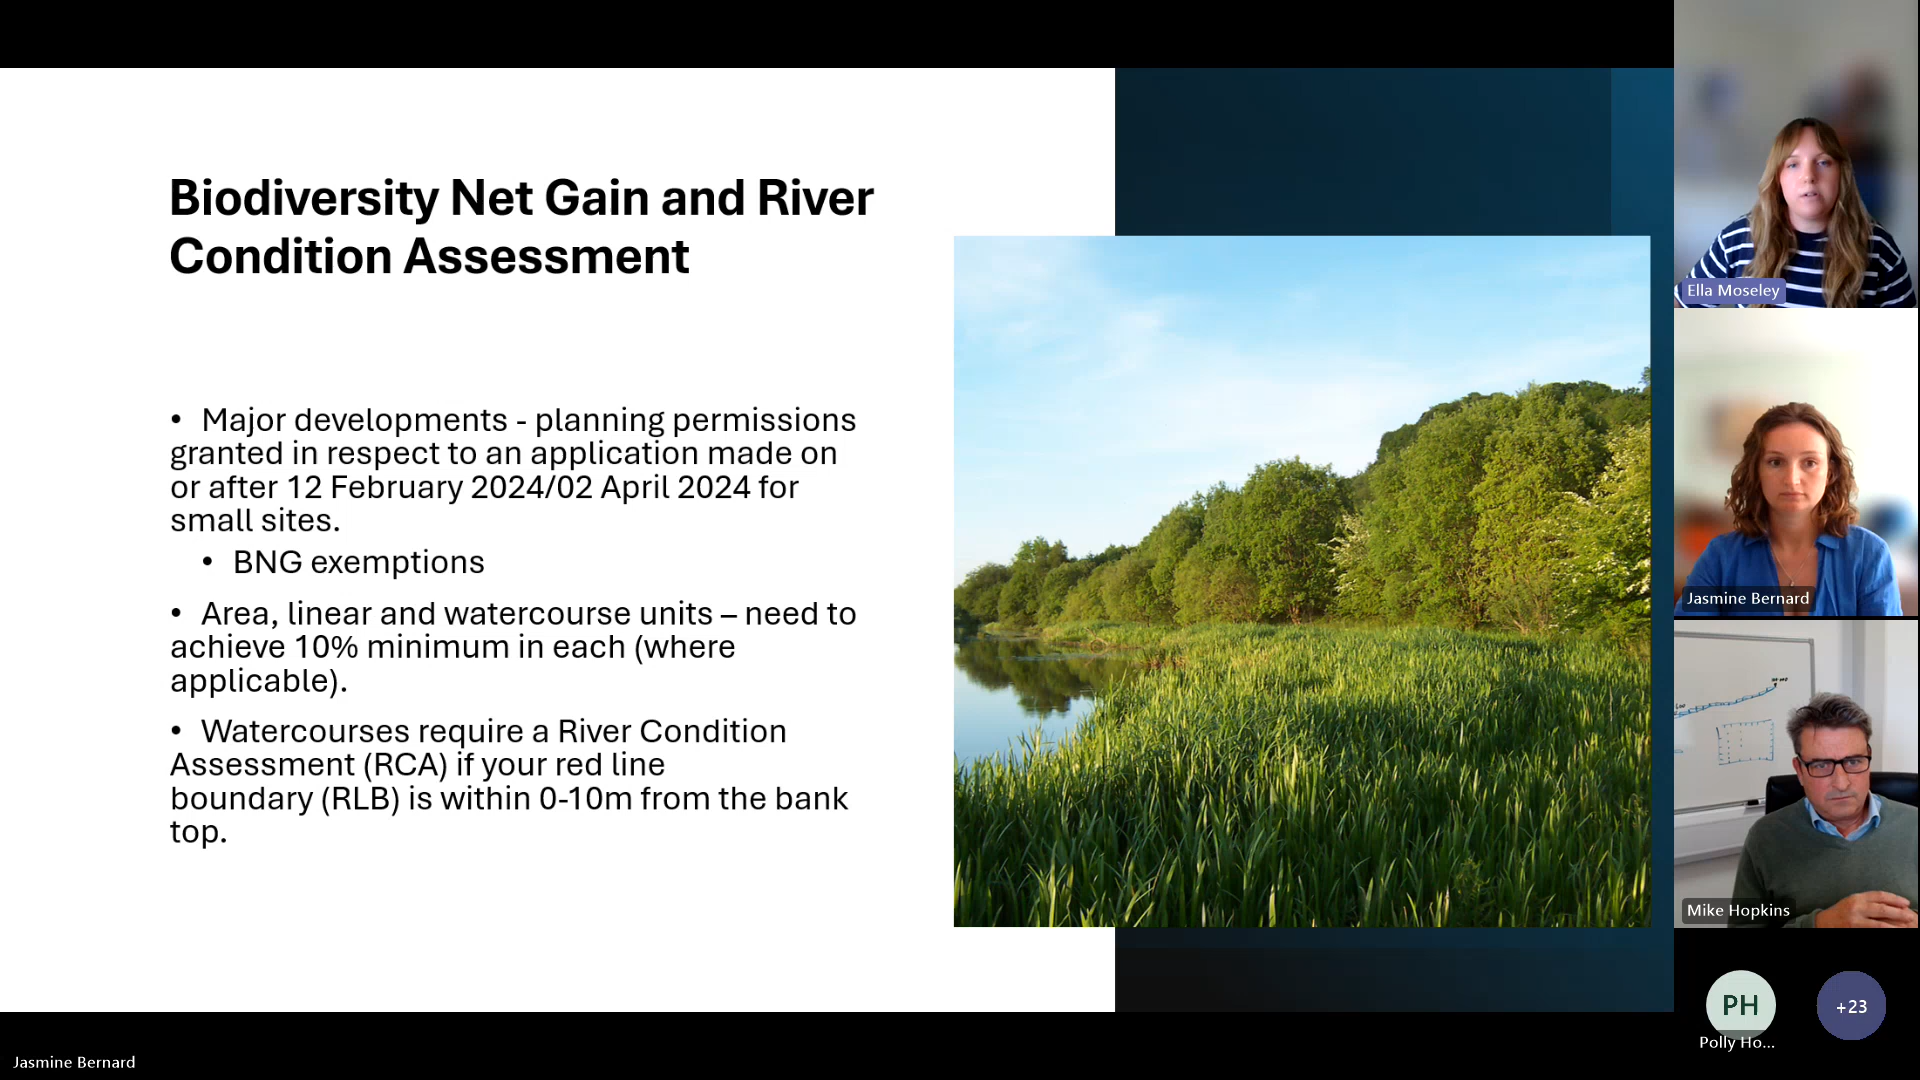 Biodiversity Net Gain and River
Condition Assessment
• Major developments - planning permissions
granted in respect to an application made on
or after 12 February 2024/02 April 2024 for
small sites.
• BNG exemptions
• Area, linear and watercourse units – need to
achieve 10% minimum in each (where
applicable).
• Watercourses require a River Condition
Assessment (RCA) if your red line
boundary (RLB) is within 0-10m from the bank
top.
Ella Moseley
Jasmine Bernard
Mike Hopkins
PH
Polly Ho...
+23
Jasmine Bernard